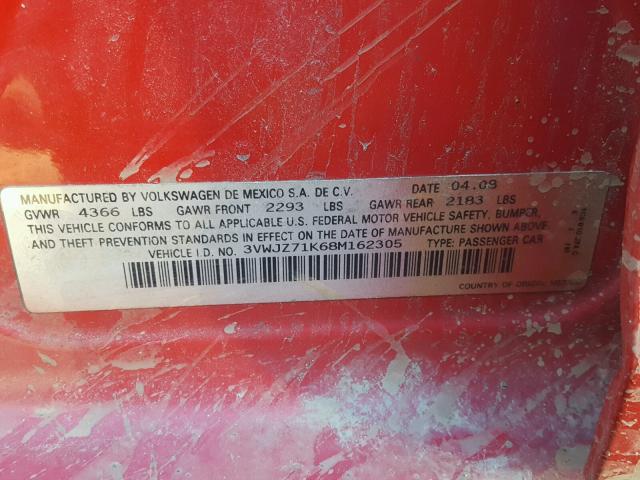 MANUFACTURED BY VOLKSWAGEN DE MEXICO S.A. DE C.V. DATE 04.08
GVWR 4366 LBS GAWR FRONT 2293 LBS GAWR REAR 2183 LBS
THIS VEHICLE CONFORMS TO ALL APPLICABLE U.S. FEDERAL MOTOR VEHICLE SAFETY, BUMPER,
AND THEFT PREVENTION STANDARDS IN EFFECT ON THE DATE OF MANUFACTURE SHOWN ABOVE.
VEHICLE I.D. NO. 3VWJZ71K68M162305 TYPE: PASSENGER CAR
COUNTRY OF ORIGIN: